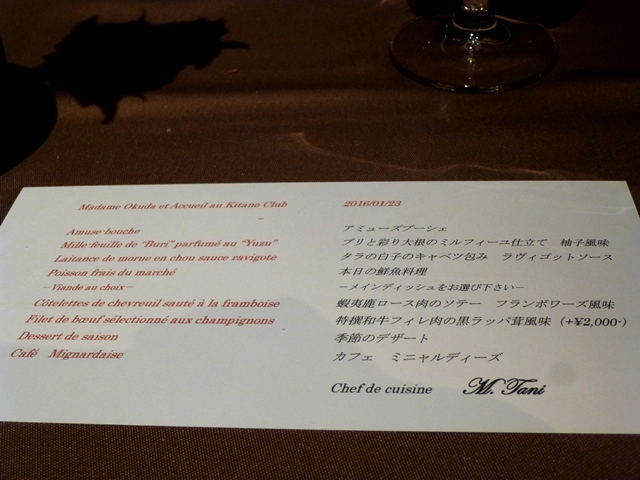 Madame Okuda et Accueil au Kitano Club
2016/01/23
Amuse-bouche
Mille-feuille de "Buri" parfumé au "Yuzu"
Laitance de morue en chou sauce ravigote
Poisson frais du marché
－Viande au choix－
Côtelettes de chevreuil sauté à la framboise
Filet de bœuf sélectionné aux champignons
Dessert de saison
Café Mignardaise
アミューズブーシェ
ブリと彩り大根のミルフィーユ仕立て 柚子風味
タラの白子のキャベツ包み ラヴィゴットソース
本日の鮮魚料理
－メインディッシュをお選び下さい－
蝦夷鹿ロース肉のソテー フランボワーズ風味
特撰和牛フィレ肉の黒ラッパ茸風味 (+¥2,000-)
季節のデザート
カフェ ミニャルディーズ
Chef de cuisine M. Tani